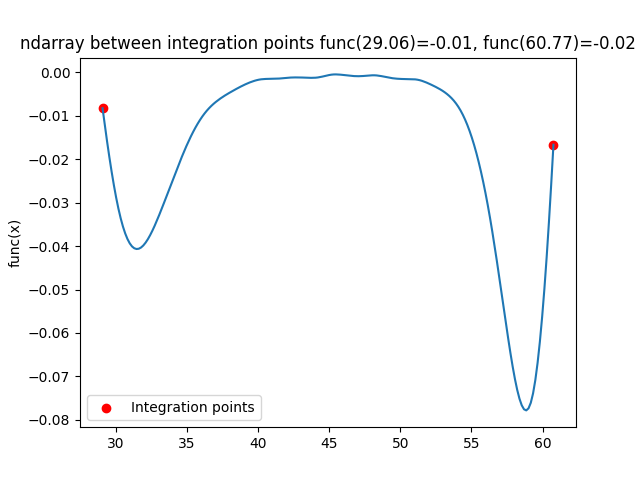 ndarray between integration points func(29.06)=-0.01, func(60.77)=-0.02
0.00
−0.01
−0.02
−0.03
−0.04
−0.05
−0.06
−0.07
−0.08
func(x)
Integration points
30 35 40 45 50 55 60